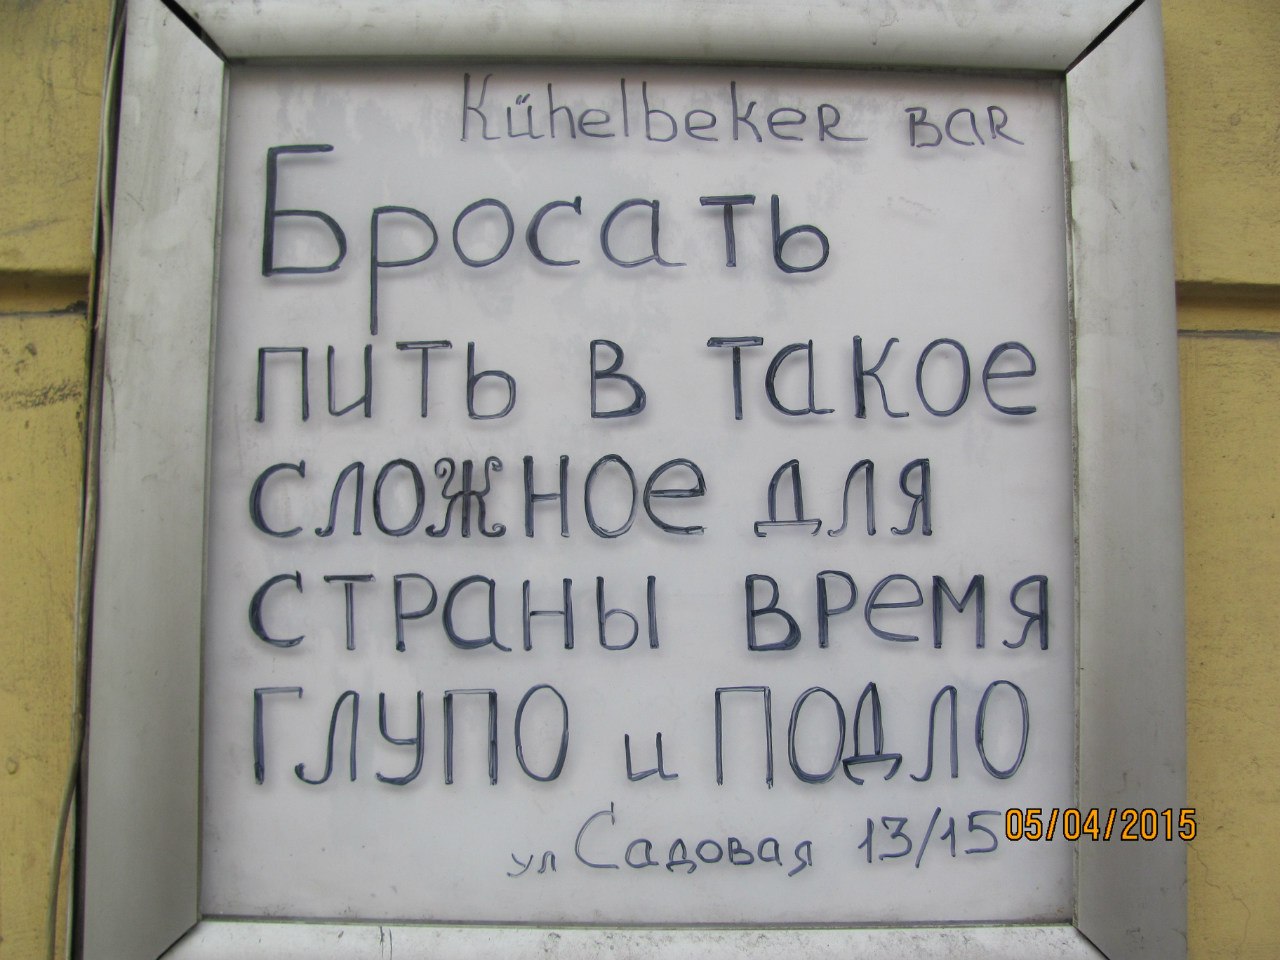 Kühelbeker BAR
Бросать
пить в такое
сложное для
страны время
глупо и подло
ул Садовая 13/15
05/04/2015